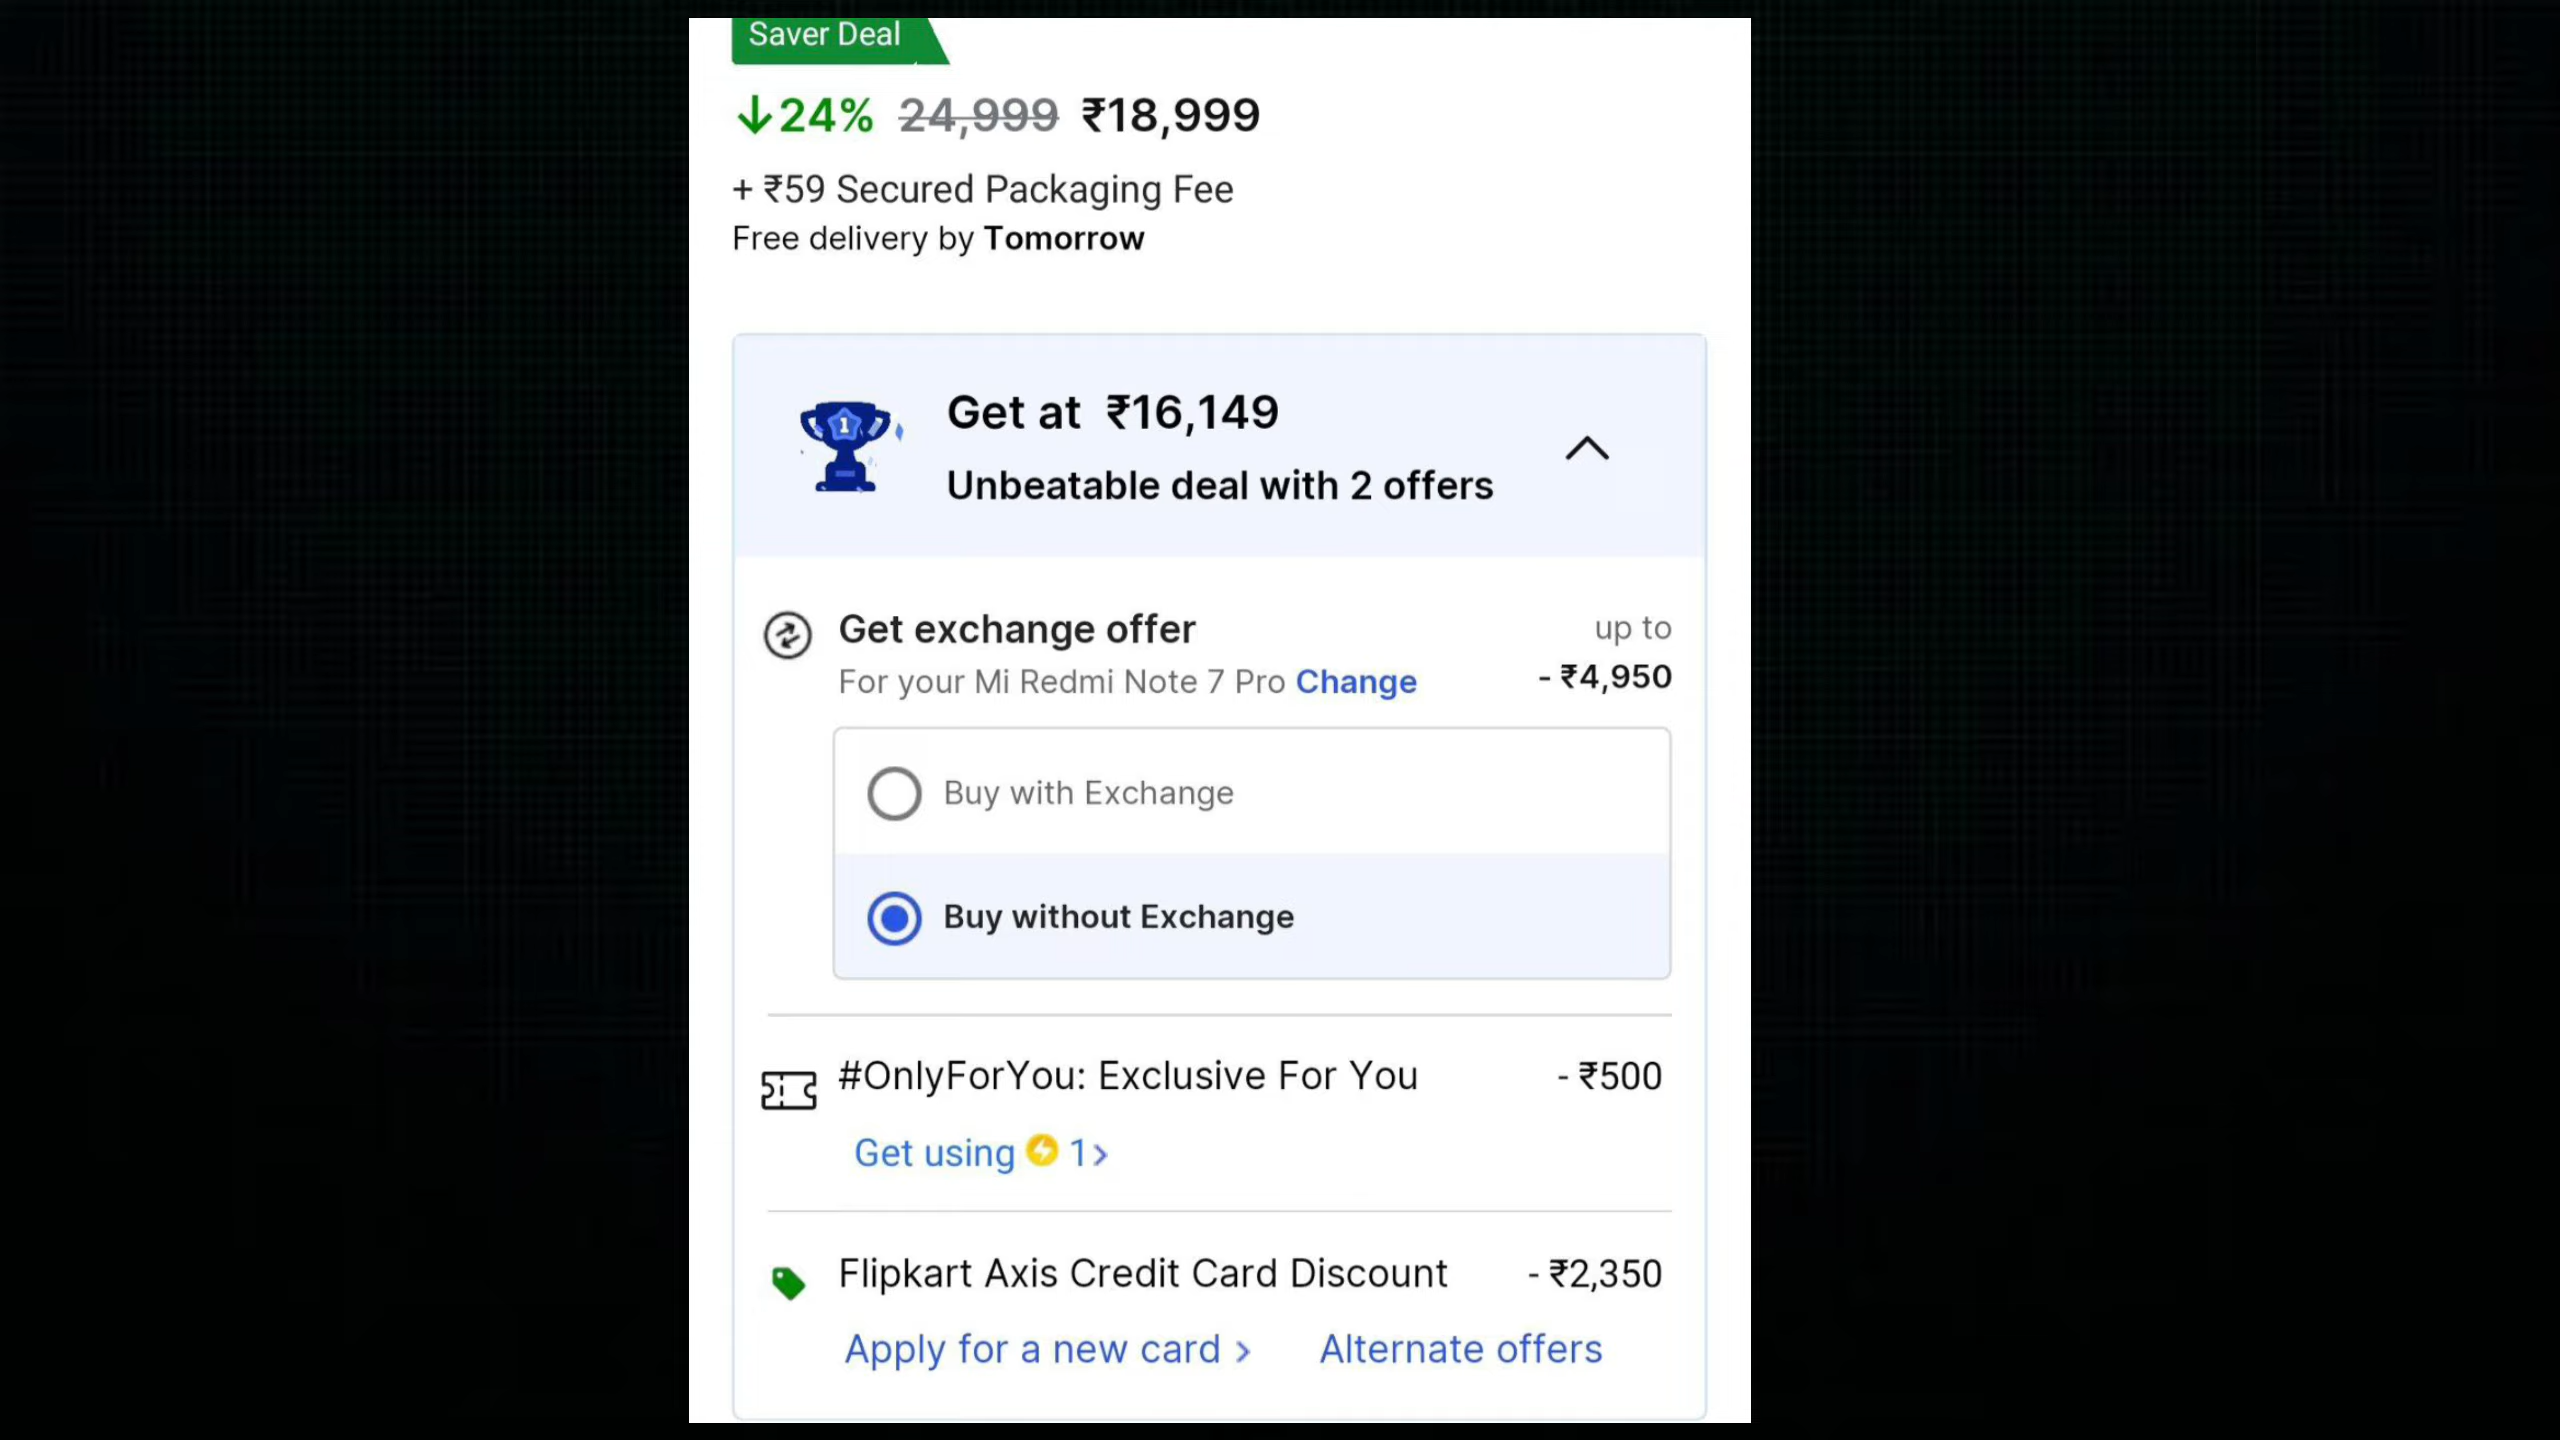 Saver Deal
↓24% 24,999 ₹18,999
+ ₹59 Secured Packaging Fee
Free delivery by Tomorrow
1
Get at ₹16,149
Unbeatable deal with 2 offers
Get exchange offer up to
For your Mi Redmi Note 7 Pro Change - ₹4,950
Buy with Exchange
Buy without Exchange
#OnlyForYou: Exclusive For You - ₹500
Get using 1>
Flipkart Axis Credit Card Discount - ₹2,350
Apply for a new card > Alternate offers